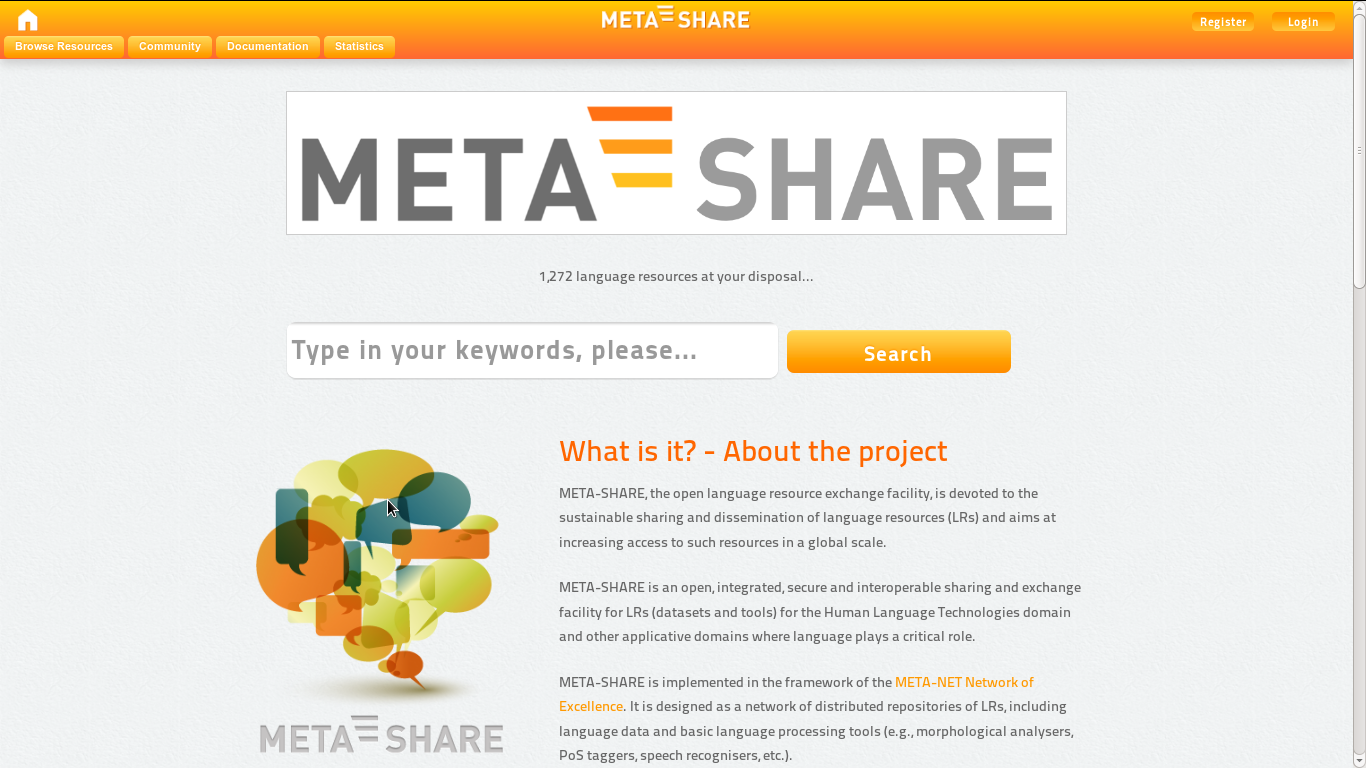 META SHARE
Register
Login
Browse Resources
Community
Documentation
Statistics
META SHARE
1,272 language resources at your disposal...
Type in your keywords, please...
Search
What is it? - About the project
META-SHARE, the open language resource exchange facility, is devoted to the
sustainable sharing and dissemination of language resources (LRs) and aims at
increasing access to such resources in a global scale.
META-SHARE is an open, integrated, secure and interoperable sharing and exchange
facility for LRs (datasets and tools) for the Human Language Technologies domain
and other applicative domains where language plays a critical role.
META-SHARE is implemented in the framework of the META-NET Network of
Excellence. It is designed as a network of distributed repositories of LRs, including
language data and basic language processing tools (e.g., morphological analysers,
PoS taggers, speech recognisers, etc.).
META SHARE